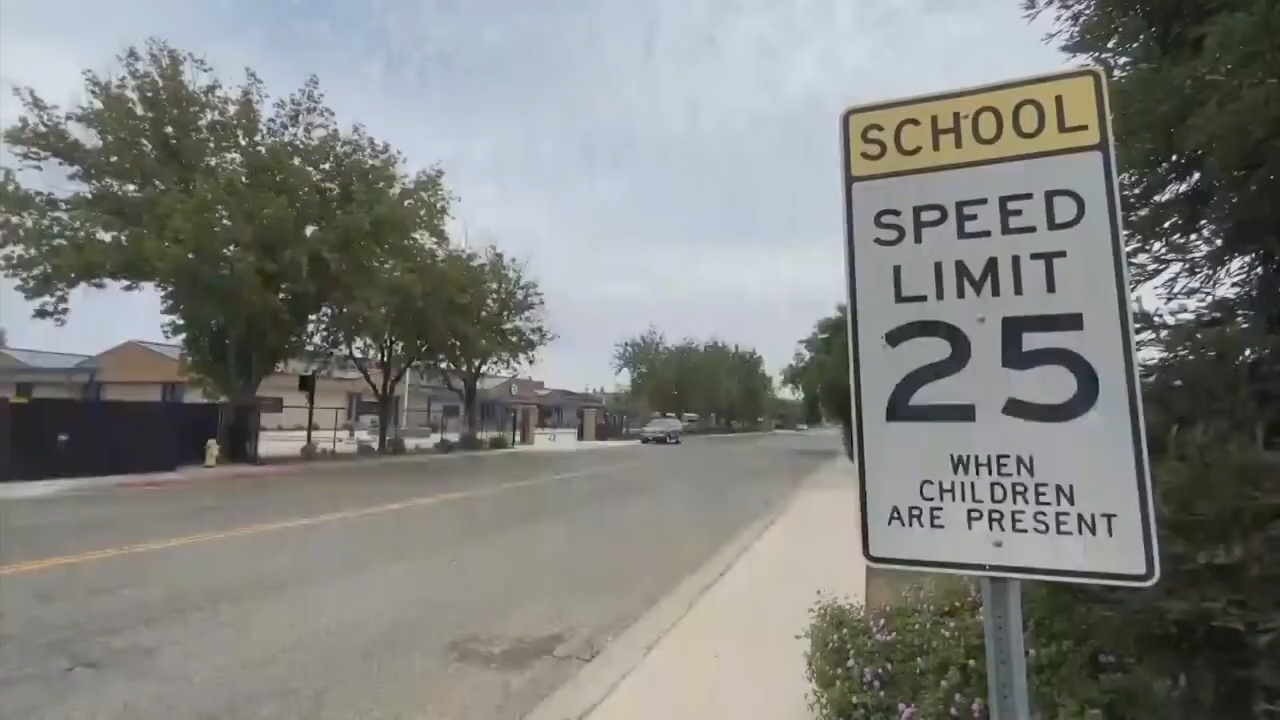 SCHOOL
SPEED
LIMIT
25
WHEN
CHILDREN
ARE PRESENT